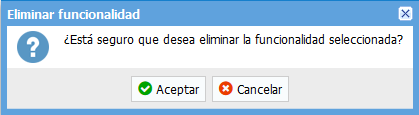 Eliminar funcionalidad
¿Está seguro que desea eliminar la funcionalidad seleccionada?
Aceptar Cancelar